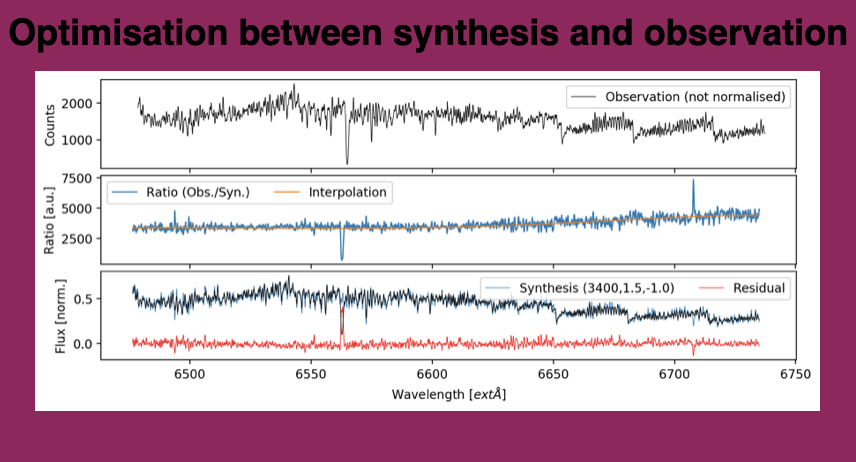 Optimisation between synthesis and observation
Observation (not normalised)
2000
1000
Counts
7500
5000
2500
Ratio [a.u.]
Ratio (Obs./Syn.)
Interpolation
0.5
0.0
Flux [norm.]
Synthesis (3400,1.5,-1.0)
Residual
6500 6550 6600 6650 6700 6750
Wavelength [extÅ]